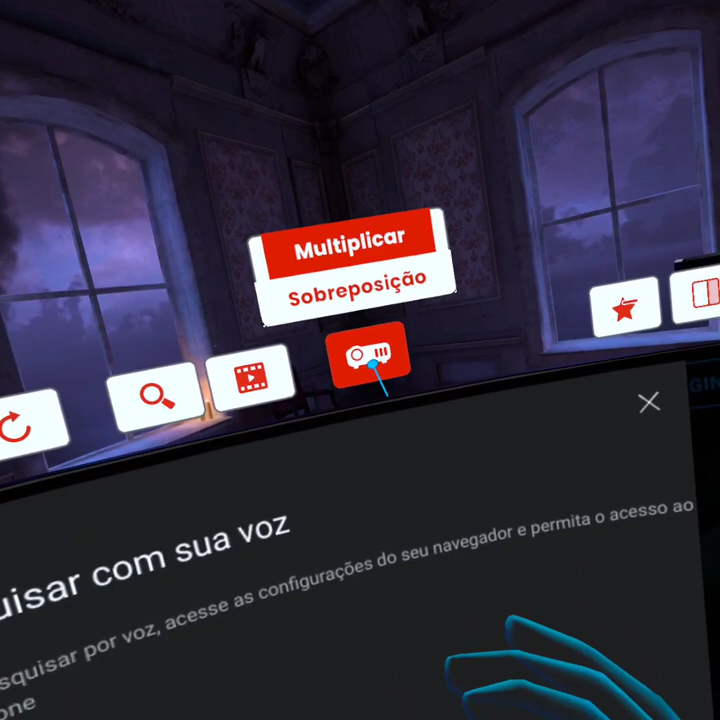 Multiplicar
Sobreposição
GIN
uisar com sua voz
squisar por voz, acesse as configurações do seu navegador e permita o acesso ao
one